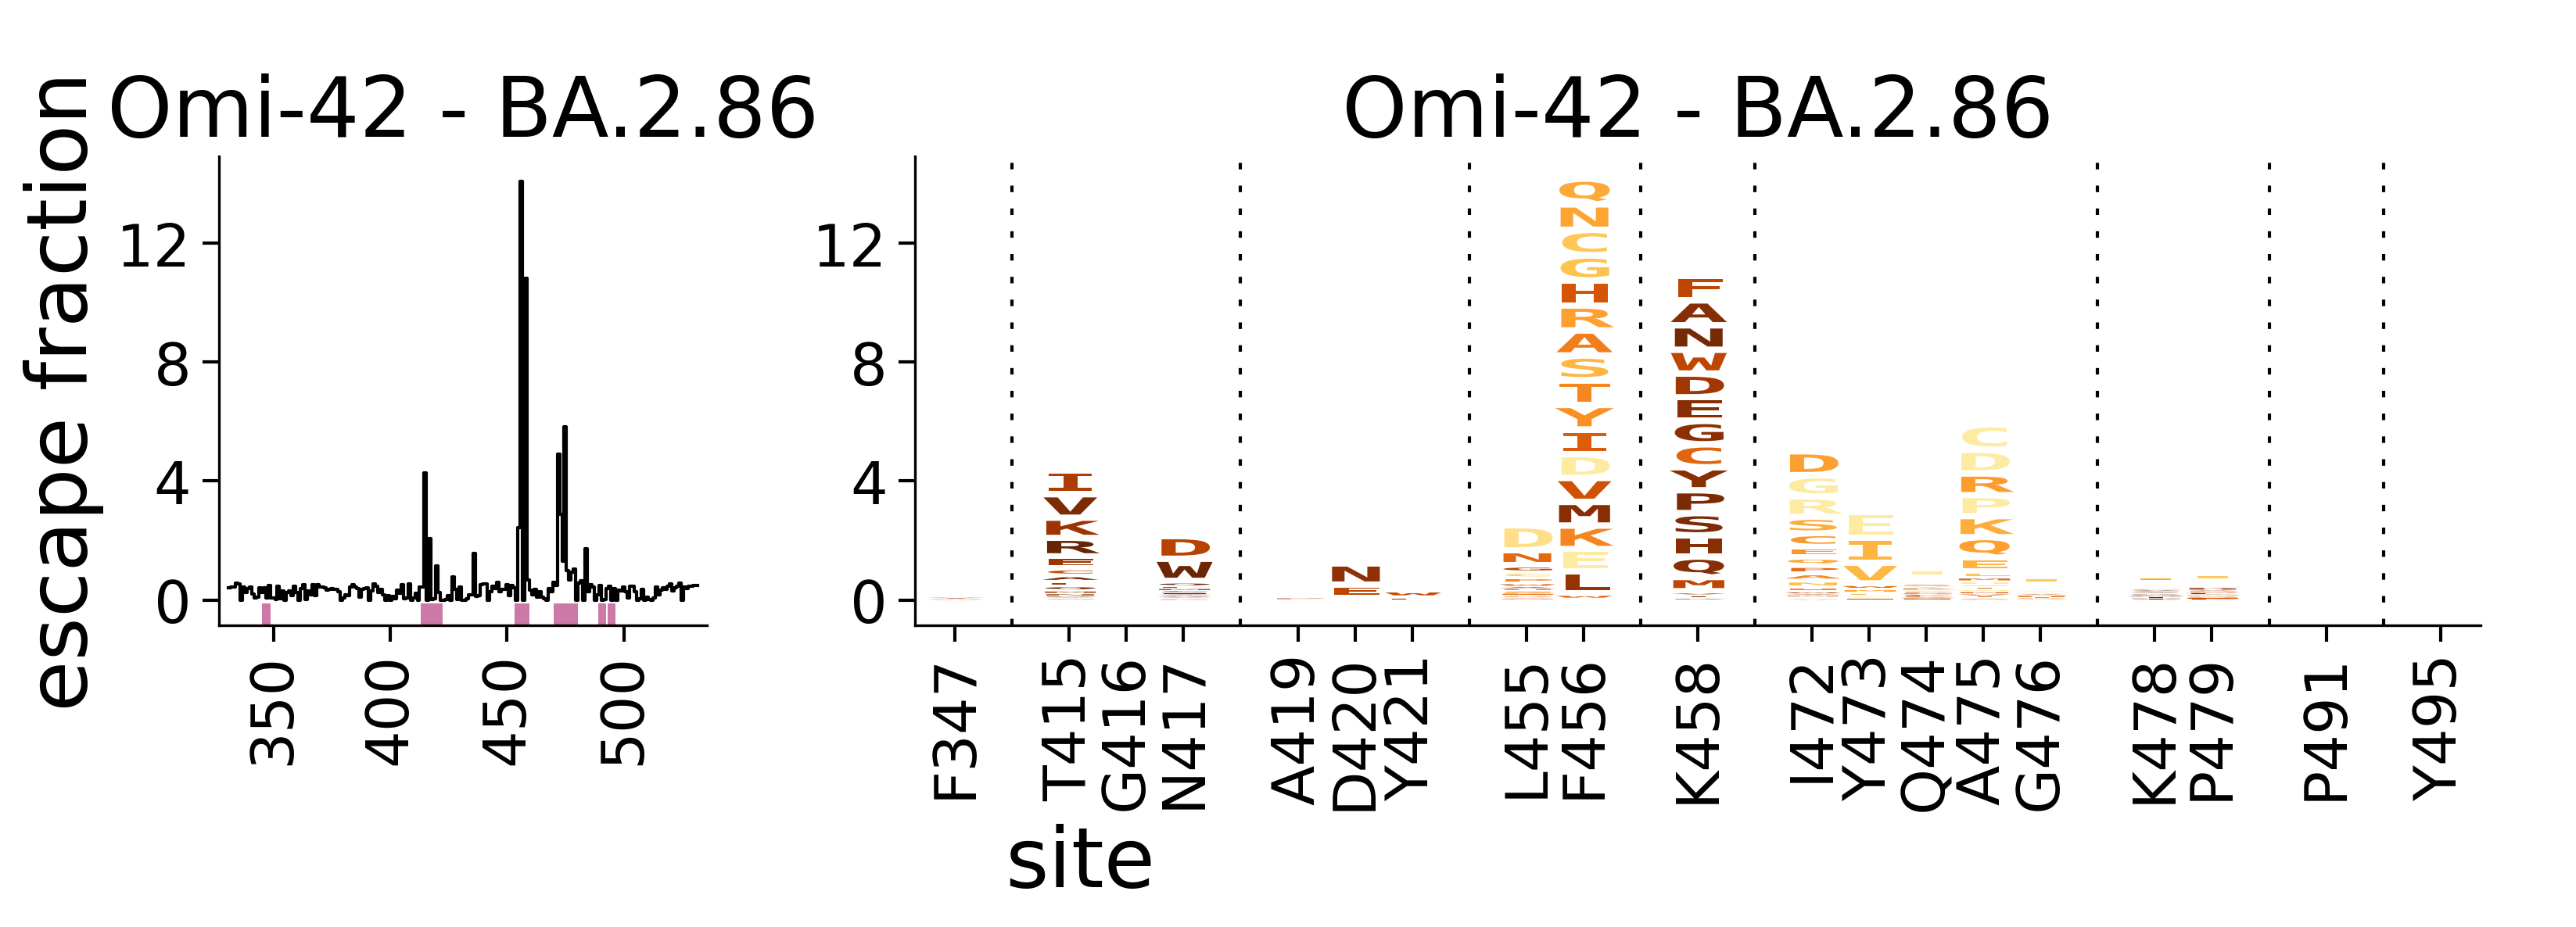 Omi-42 - BA.2.86
Omi-42 - BA.2.86
escape fraction
12
8
4
0
350
400
450
500
12
8
4
0
Q
N
C
G
H
R
A
S
T
Y
I
D
V
M
K
E
L
F
A
N
W
D
E
G
C
Y
P
S
H
Q
M
I
V
K
R
E
D
W
N
E
D
N
D
G
R
S
C
E
I
V
C
D
R
P
K
Q
E
F347
T415
G416
N417
A419
D420
Y421
L455
F456
K458
I472
Y473
Q474
A475
G476
K478
P479
P491
Y495
site